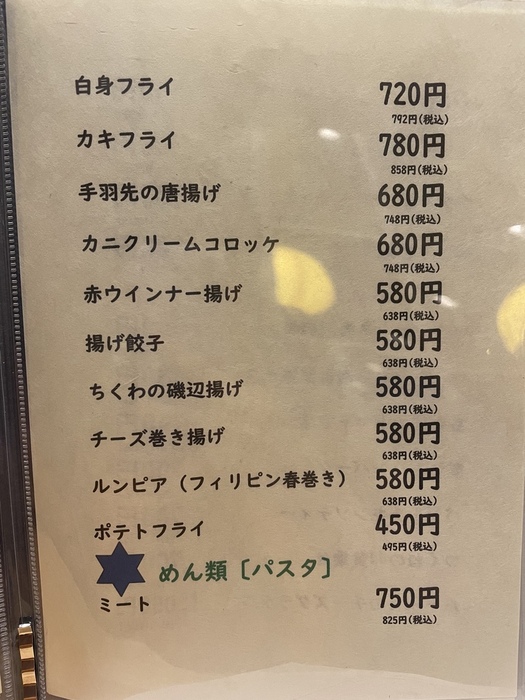 白身フライ 720円
792円(税込)
カキフライ 780円
858円(税込)
手羽先の唐揚げ 680円
748円(税込)
カニクリームコロッケ 680円
748円(税込)
赤ウインナー揚げ 580円
638円(税込)
揚げ餃子 580円
638円(税込)
ちくわの磯辺揚げ 580円
638円(税込)
チーズ巻き揚げ 580円
638円(税込)
ルンピア（フィリピン春巻き） 580円
638円(税込)
ポテトフライ 450円
495円(税込)
めん類［パスタ］
ミート 750円
825円(税込)